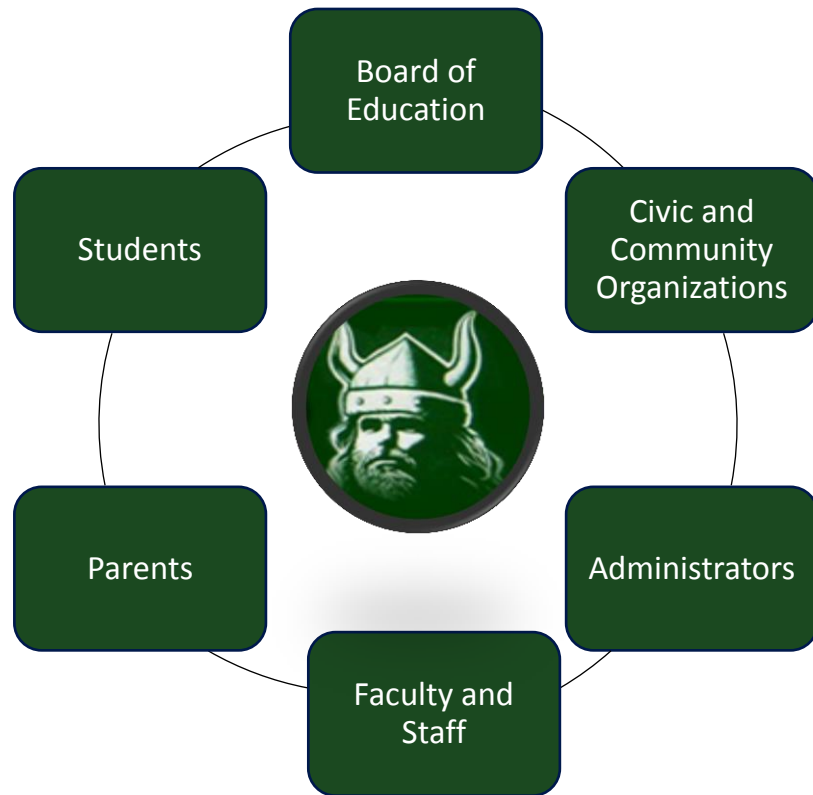 Board of
Education
Students
Civic and
Community
Organizations
Parents
Administrators
Faculty and
Staff